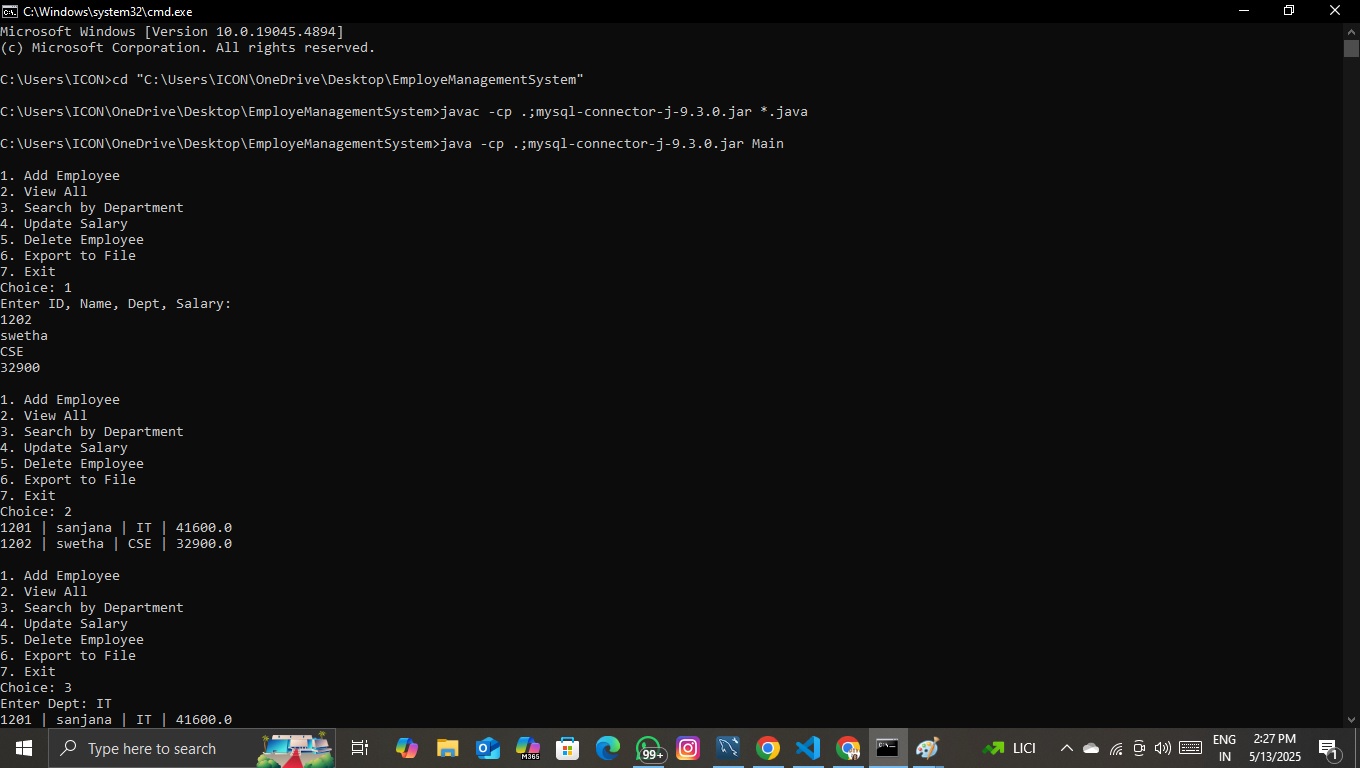 C:\Windows\system32\cmd.exe
Microsoft Windows [Version 10.0.19045.4894]
(c) Microsoft Corporation. All rights reserved.
C:\Users\ICON>cd "C:\Users\ICON\OneDrive\Desktop\EmployeManagementSystem"
C:\Users\ICON\OneDrive\Desktop\EmployeManagementSystem>javac -cp .;mysql-connector-j-9.3.0.jar *.java
C:\Users\ICON\OneDrive\Desktop\EmployeManagementSystem>java -cp .;mysql-connector-j-9.3.0.jar Main
1. Add Employee
2. View All
3. Search by Department
4. Update Salary
5. Delete Employee
6. Export to File
7. Exit
Choice: 1
Enter ID, Name, Dept, Salary:
1202
swetha
CSE
32900
1. Add Employee
2. View All
3. Search by Department
4. Update Salary
5. Delete Employee
6. Export to File
7. Exit
Choice: 2
1201 | sanjana | IT | 41600.0
1202 | swetha | CSE | 32900.0
1. Add Employee
2. View All
3. Search by Department
4. Update Salary
5. Delete Employee
6. Export to File
7. Exit
Choice: 3
Enter Dept: IT
1201 | sanjana | IT | 41600.0
Type here to search
M365
99+
LICI
ENG
IN
2:27 PM
5/13/2025
1